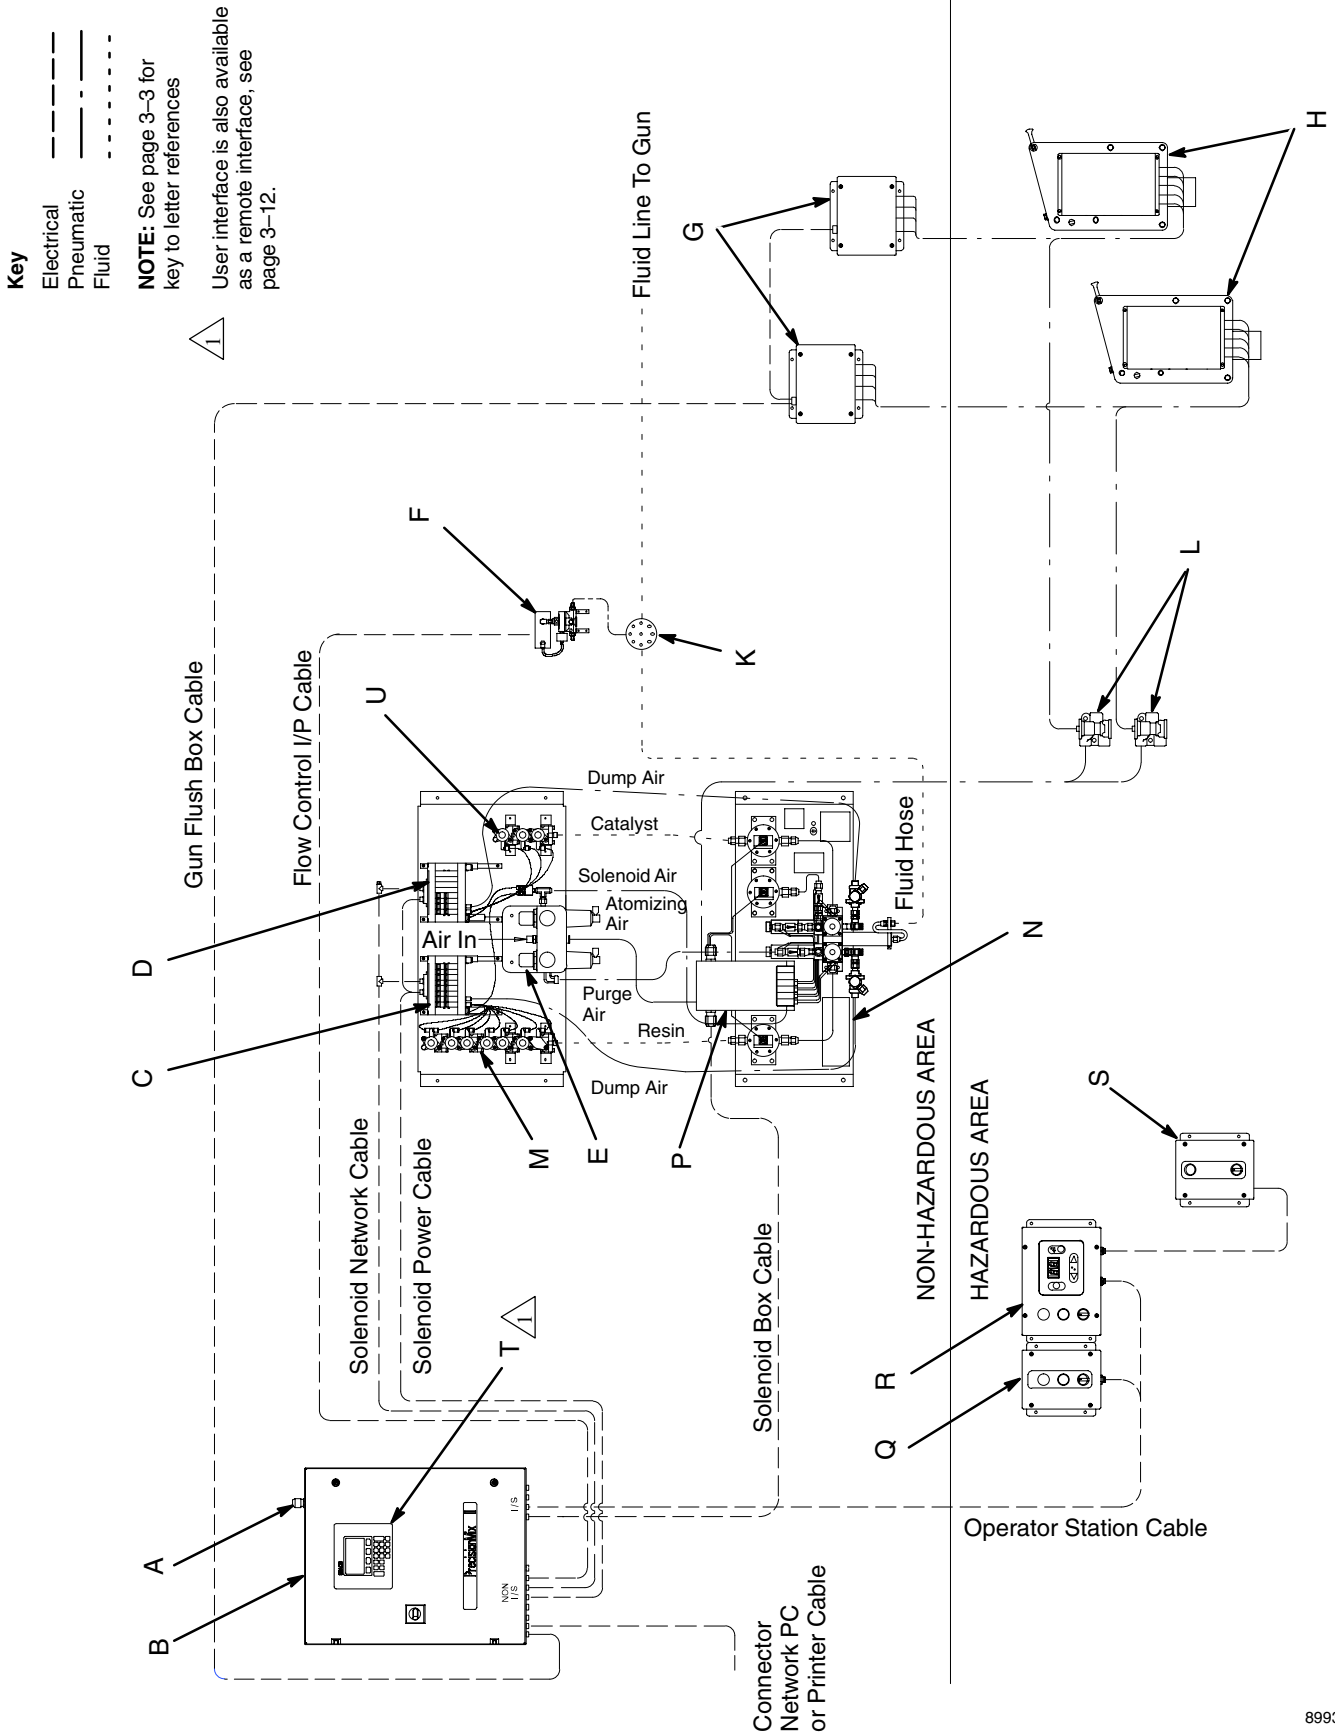 Key
Electrical
Pneumatic
Fluid
NOTE: See page 3–3 for
key to letter references
1
User interface is also available
as a remote interface, see
page 3–12.
Gun Flush Box Cable
Flow Control I/P Cable
Solenoid Network Cable
Solenoid Power Cable
Fluid Line To Gun
A
B
C
D
E
F
G
H
K
L
M
N
P
Q
R
S
T
1
U
Air In
Dump Air
Catalyst
Solenoid Air
Atomizing
Air
Purge
Air
Resin
Dump Air
Fluid Hose
PrecisionMix
NON
I/S
I/S
Solenoid Box Cable
NON-HAZARDOUS AREA
HAZARDOUS AREA
Operator Station Cable
Connector
Network PC
or Printer Cable
8993